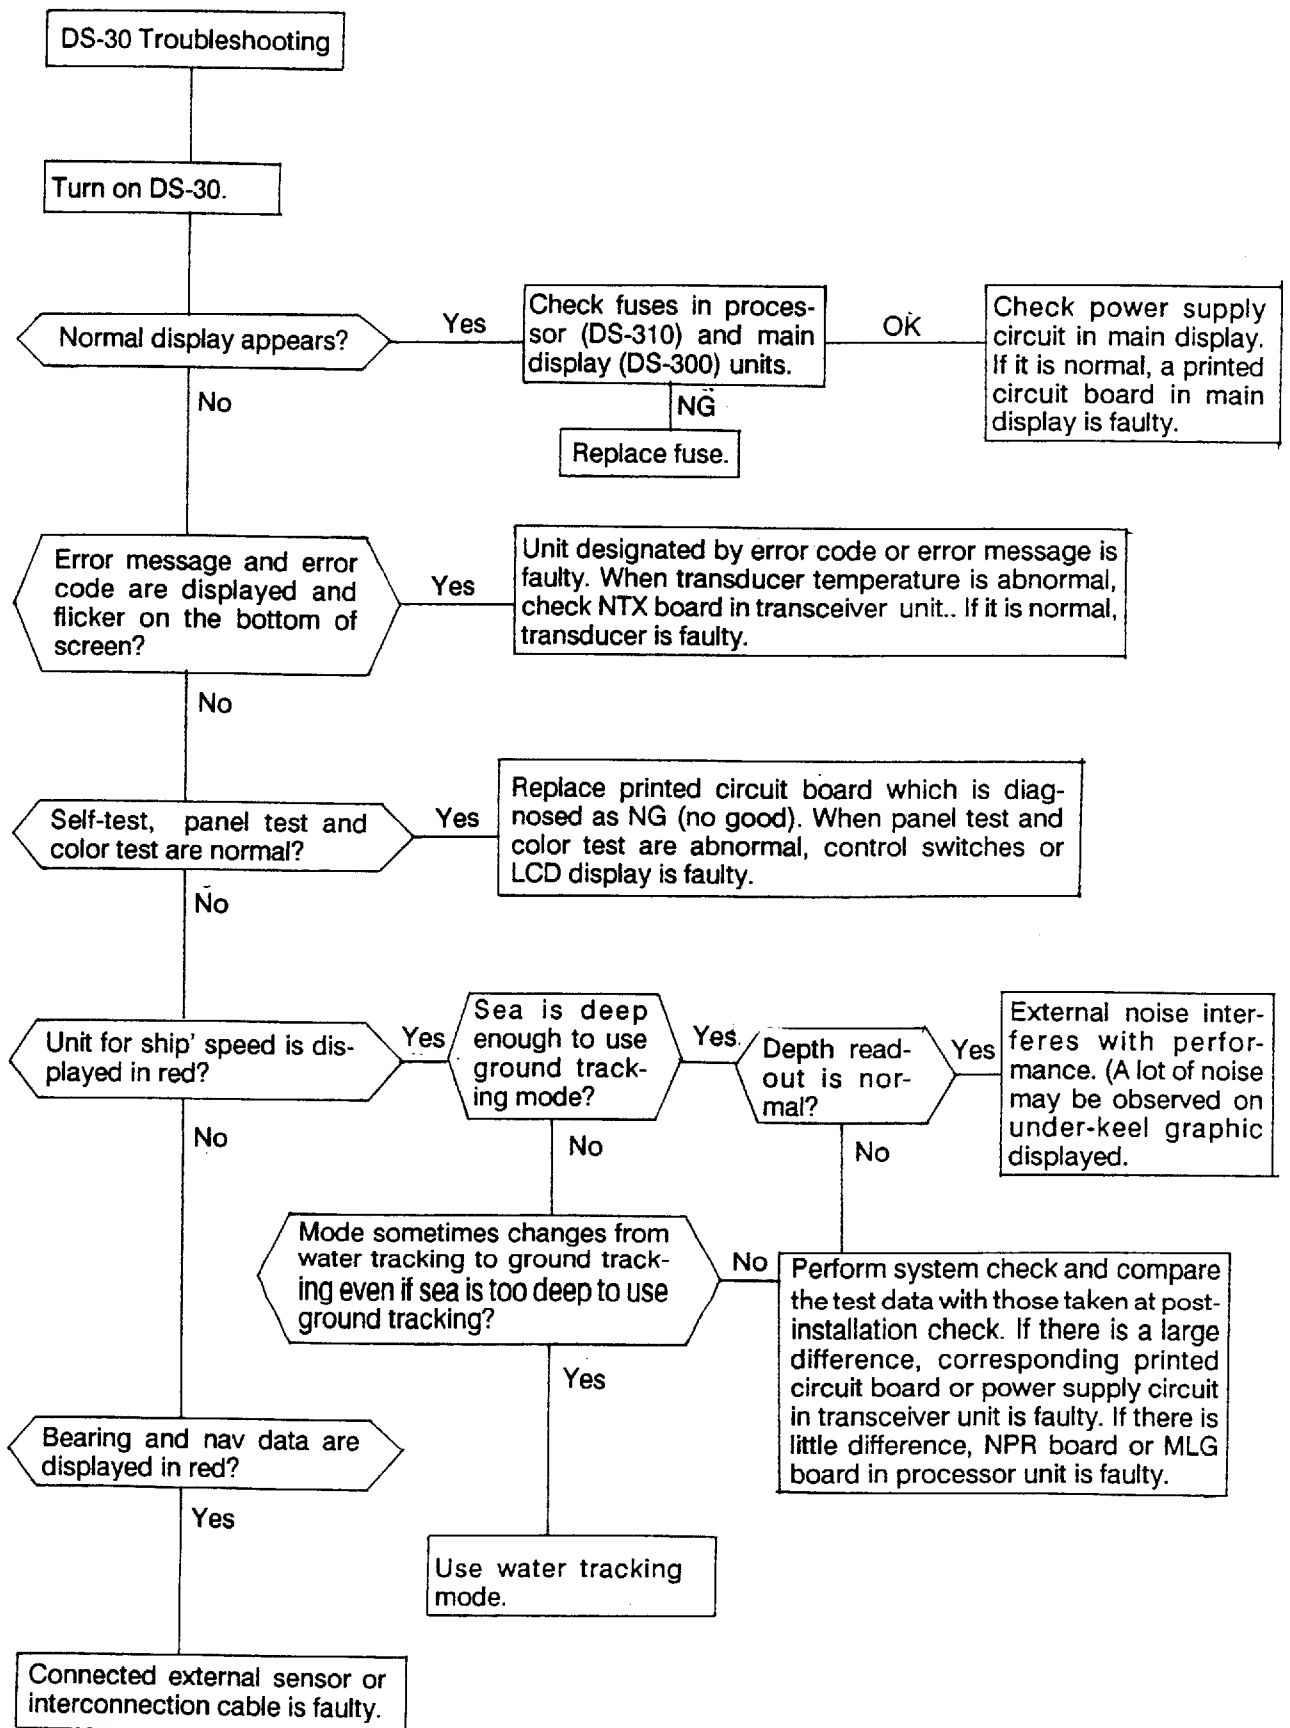 DS-30 Troubleshooting
Turn on DS-30.
Normal display appears?
Yes
Check fuses in proces-
sor (DS-310) and main
display (DS-300) units.
OK
Check power supply
circuit in main display.
If it is normal, a printed
circuit board in main
display is faulty.
NG
Replace fuse.
No
Error message and error
code are displayed and
flicker on the bottom of
screen?
Yes
Unit designated by error code or error message is
faulty. When transducer temperature is abnormal,
check NTX board in transceiver unit.. If it is normal,
transducer is faulty.
No
Self-test, panel test and
color test are normal?
Yes
Replace printed circuit board which is diag-
nosed as NG (no good). When panel test and
color test are abnormal, control switches or
LCD display is faulty.
No
Unit for ship' speed is dis-
played in red?
Yes
Sea is deep
enough to use
ground track-
ing mode?
Yes
Depth read-
out is nor-
mal?
Yes
External noise inter-
feres with perfor-
mance. (A lot of noise
may be observed on
under-keel graphic
displayed.
No
No
No
Mode sometimes changes from
water tracking to ground track-
ing even if sea is too deep to use
ground tracking?
No
Perform system check and compare
the test data with those taken at post-
installation check. If there is a large
difference, corresponding printed
circuit board or power supply circuit
in transceiver unit is faulty. If there is
little difference, NPR board or MLG
board in processor unit is faulty.
Yes
Use water tracking
mode.
Bearing and nav data are
displayed in red?
Yes
Connected external sensor or
interconnection cable is faulty.